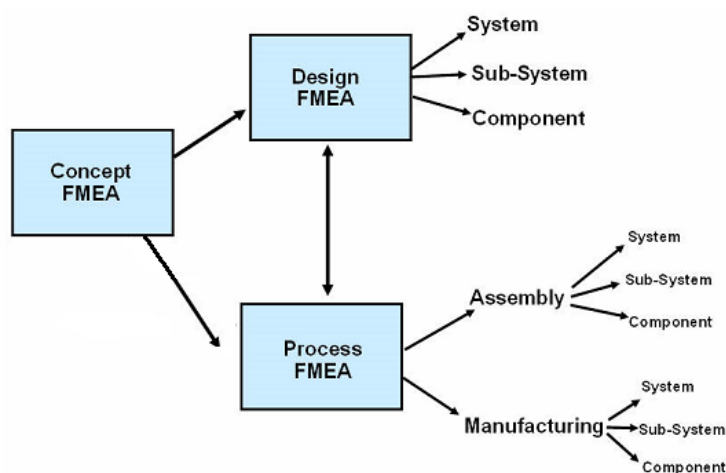 System
Design
FMEA
Sub-System
Component
Concept
FMEA
System
Sub-System
Assembly
Component
Process
FMEA
System
Manufacturing
Sub-System
Component